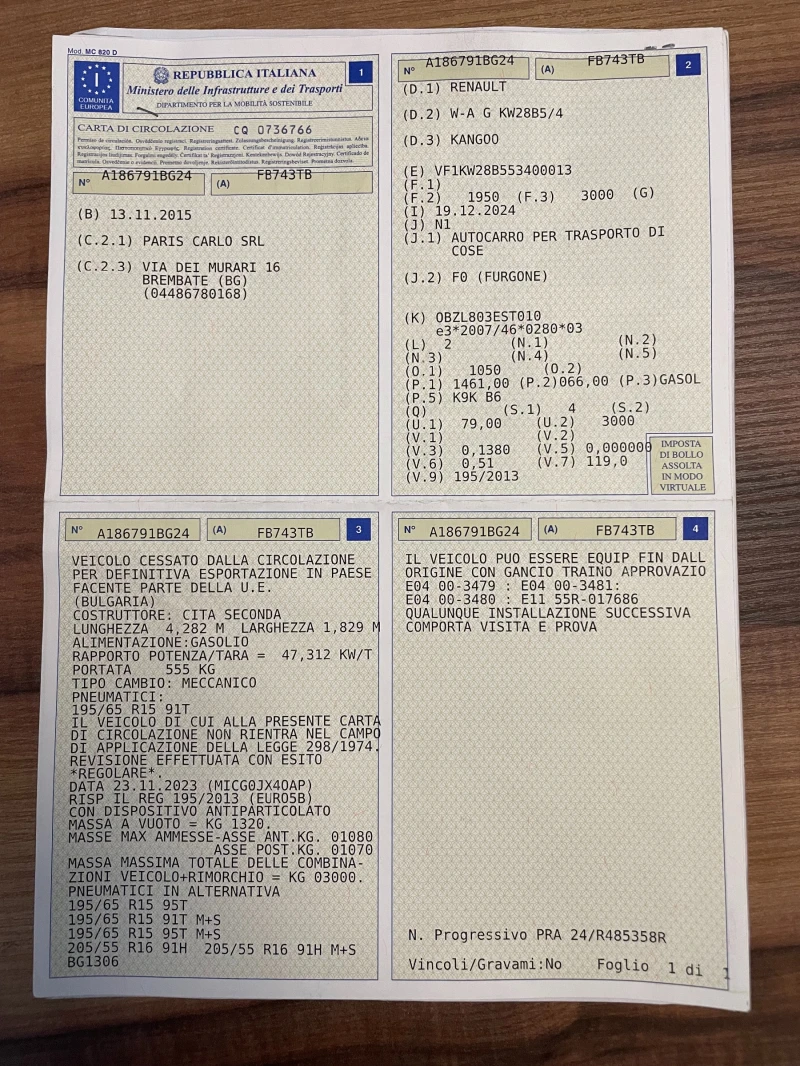 Mod. MC 820 D
I
COMUNITÀ
EUROPEA
REPUBBLICA ITALIANA
Ministero delle Infrastrutture e dei Trasporti
DIPARTIMENTO PER LA MOBILITÀ SOSTENIBILE
1
CARTA DI CIRCOLAZIONE CQ 0736766
N° A186791BG24 (A) FB743TB
(B) 13.11.2015
(C.2.1) PARIS CARLO SRL
(C.2.3) VIA DEI MURARI 16
BREMBATE (BG)
(04486780168)
N° A186791BG24 (A) FB743TB 2
(D.1) RENAULT
(D.2) W-A G KW28B5/4
(D.3) KANGOO
(E) VF1KW28B553400013
(F.1)
(F.2) 1950 (F.3) 3000 (G)
(I) 19.12.2024
(J) N1
(J.1) AUTOCARRO PER TRASPORTO DI
COSE
(J.2) F0 (FURGONE)
(K) OBZL803EST010
e3*2007/46*0280*03
(L) 2 (N.1) (N.2)
(N.3) (N.4) (N.5)
(O.1) 1050 (O.2)
(P.1) 1461,00 (P.2)066,00 (P.3)GASOL
(P.5) K9K B6
(Q) (S.1) 4 (S.2)
(U.1) 79,00 (U.2) 3000
(V.1) (V.2)
(V.3) 0,1380 (V.5) 0,000000
(V.6) 0,51 (V.7) 119,0
(V.9) 195/2013
IMPOSTA
DI BOLLO
ASSOLTA
IN MODO
VIRTUALE
N° A186791BG24 (A) FB743TB 3
VEICOLO CESSATO DALLA CIRCOLAZIONE
PER DEFINITIVA ESPORTAZIONE IN PAESE
FACENTE PARTE DELLA U.E.
(BULGARIA)
COSTRUTTORE: CITA SECONDA
LUNGHEZZA 4,282 M LARGHEZZA 1,829 M
ALIMENTAZIONE:GASOLIO
RAPPORTO POTENZA/TARA = 47,312 KW/T
PORTATA 555 KG
TIPO CAMBIO: MECCANICO
PNEUMATICI:
195/65 R15 91T
IL VEICOLO DI CUI ALLA PRESENTE CARTA
DI CIRCOLAZIONE NON RIENTRA NEL CAMPO
DI APPLICAZIONE DELLA LEGGE 298/1974.
REVISIONE EFFETTUATA CON ESITO
*REGOLARE*.
DATA 23.11.2023 (MICG0JX4OAP)
RISP IL REG 195/2013 (EURO5B)
CON DISPOSITIVO ANTIPARTICOLATO
MASSA A VUOTO = KG 1320.
MASSE MAX AMMESSE-ASSE ANT.KG. 01080
ASSE POST.KG. 01070
MASSA MASSIMA TOTALE DELLE COMBINA-
ZIONI VEICOLO+RIMORCHIO = KG 03000.
PNEUMATICI IN ALTERNATIVA
195/65 R15 95T
195/65 R15 91T M+S
195/65 R15 95T M+S
205/55 R16 91H 205/55 R16 91H M+S
BG1306
N° A186791BG24 (A) FB743TB 4
IL VEICOLO PUO ESSERE EQUIP FIN DALL
ORIGINE CON GANCIO TRAINO APPROVAZIO
E04 00-3479 : E04 00-3481:
E04 00-3480 : E11 55R-017686
QUALUNQUE INSTALLAZIONE SUCCESSIVA
COMPORTA VISITA E PROVA
N. Progressivo PRA 24/R485358R
Vincoli/Gravami:No Foglio 1 di 1